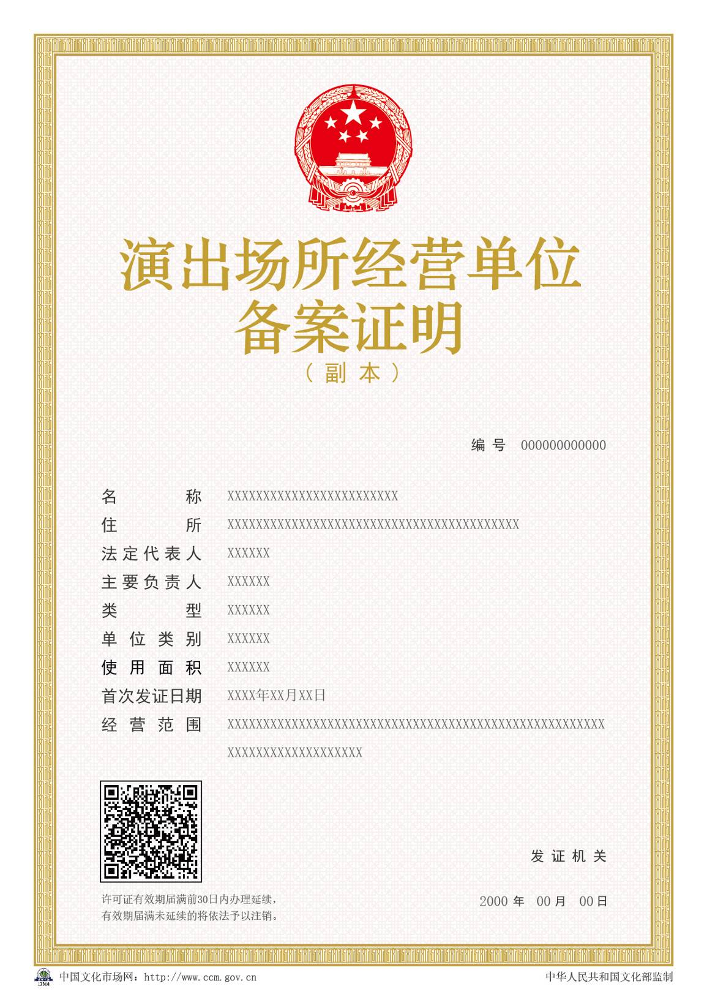 演出场所经营单位
备案证明
（副本）
编号 000000000000
名称 XXXXXXXXXXXXXXXXXXXXXXXX
住所 XXXXXXXXXXXXXXXXXXXXXXXXXXXXXXXXXXXXXXXXX
法定代表人 XXXXXX
主要负责人 XXXXXX
类型 XXXXXX
单位类别 XXXXXX
使用面积 XXXXXX
首次发证日期 XXXX年XX月XX日
经营范围 XXXXXXXXXXXXXXXXXXXXXXXXXXXXXXXXXXXXXXXXXXXXXXXXXXXXX
XXXXXXXXXXXXXXXXXXX
发证机关
许可证有效期届满前30日内办理延续，
有效期届满未延续的将依法予以注销。
2000 年 00 月 00 日
L2318
中国文化市场网：http://www.ccm.gov.cn
中华人民共和国文化部监制